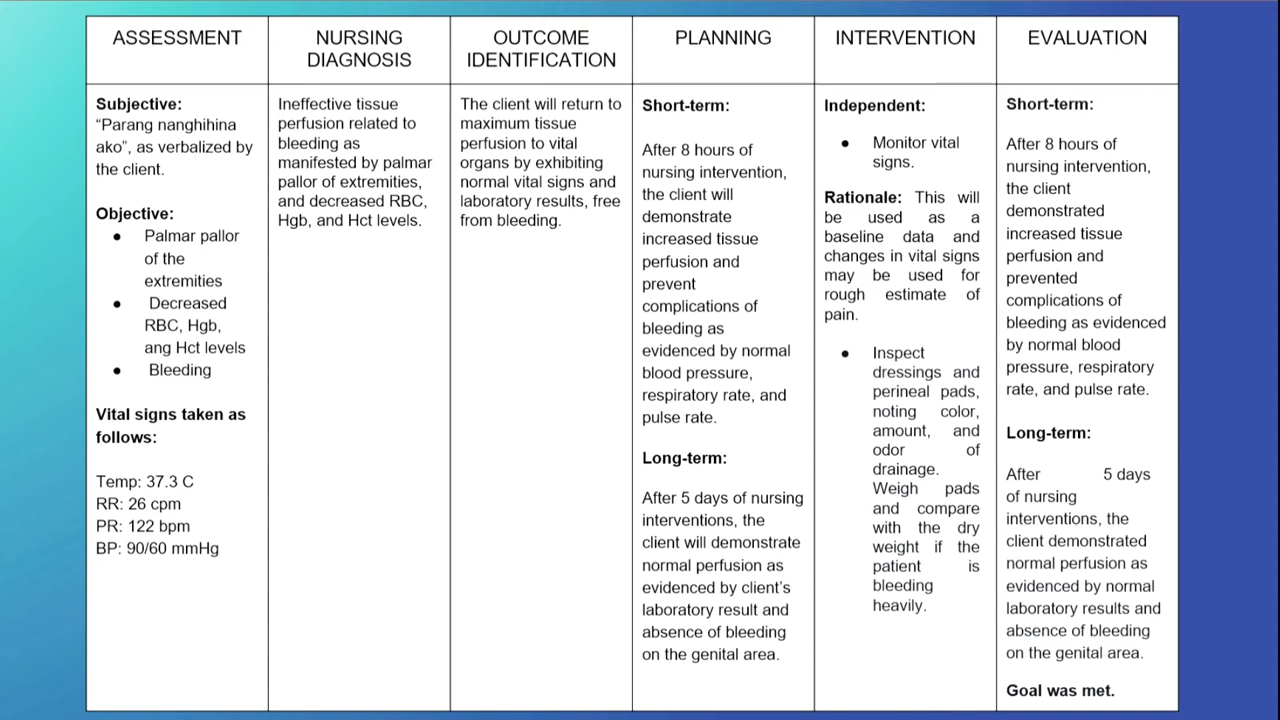 ASSESSMENT
NURSING
DIAGNOSIS
OUTCOME
IDENTIFICATION
PLANNING
INTERVENTION
EVALUATION
Subjective:
“Parang nanghihina
ako”, as verbalized by
the client.
Objective:
● Palmar pallor
of the
extremities
● Decreased
RBC, Hgb,
ang Hct levels
● Bleeding
Vital signs taken as
follows:
Temp: 37.3 C
RR: 26 cpm
PR: 122 bpm
BP: 90/60 mmHg
Ineffective tissue
perfusion related to
bleeding as
manifested by palmar
pallor of extremities,
and decreased RBC,
Hgb, and Hct levels.
The client will return to
maximum tissue
perfusion to vital
organs by exhibiting
normal vital signs and
laboratory results, free
from bleeding.
Short-term:
After 8 hours of
nursing intervention,
the client will
demonstrate
increased tissue
perfusion and
prevent
complications of
bleeding as
evidenced by normal
blood pressure,
respiratory rate, and
pulse rate.
Long-term:
After 5 days of nursing
interventions, the
client will demonstrate
normal perfusion as
evidenced by client’s
laboratory result and
absence of bleeding
on the genital area.
Independent:
● Monitor vital
signs.
Rationale: This will
be used as a
baseline data and
changes in vital signs
may be used for
rough estimate of
pain.
● Inspect
dressings and
perineal pads,
noting color,
amount, and
odor of
drainage.
Weigh pads
and compare
with the dry
weight if the
patient is
bleeding
heavily.
Short-term:
After 8 hours of
nursing intervention,
the client
demonstrated
increased tissue
perfusion and
prevented
complications of
bleeding as evidenced
by normal blood
pressure, respiratory
rate, and pulse rate.
Long-term:
After 5 days
of nursing
interventions, the
client demonstrated
normal perfusion as
evidenced by normal
laboratory results and
absence of bleeding
on the genital area.
Goal was met.